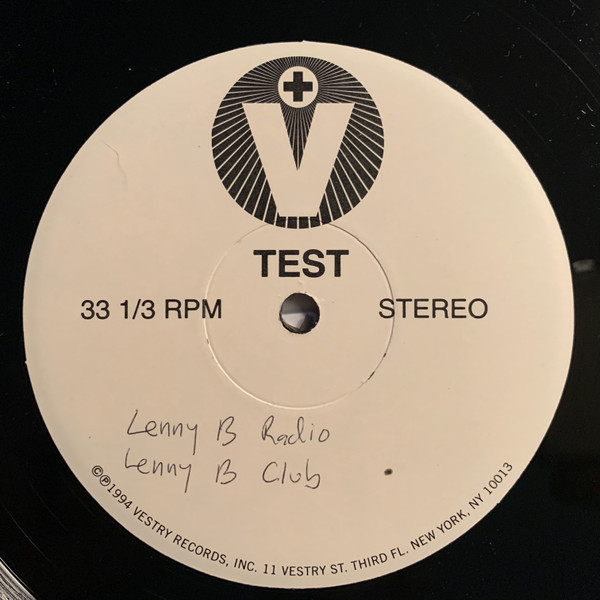 V
TEST
33 1/3 RPM
STEREO
Lenny B Radio
Lenny B Club
©℗1994 VESTRY RECORDS, INC. 11 VESTRY ST. THIRD FL. NEW YORK, NY 10013